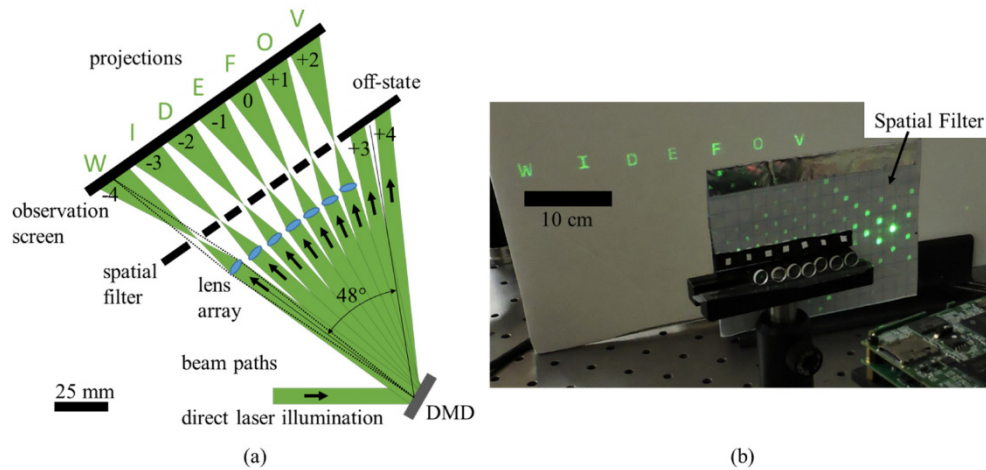 V
O
F
E
D
I
W
projections
off-state
+2
+1
0
-1
-2
-3
-4
+3
+4
observation
screen
spatial
filter
lens
array
48°
beam paths
25 mm
direct laser illumination
DMD
(a)
Spatial Filter
W I D E F O V
10 cm
(b)